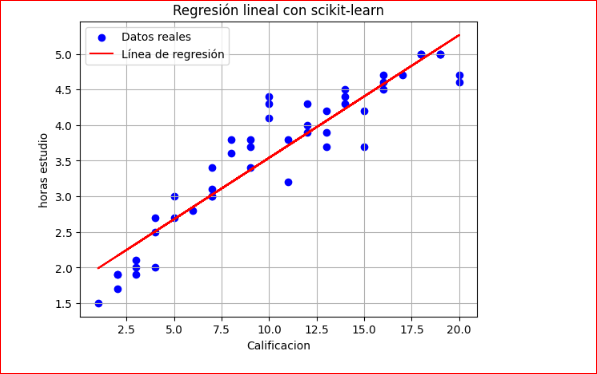 Regresión lineal con scikit-learn
Datos reales
Línea de regresión
5.0
4.5
4.0
3.5
3.0
2.5
2.0
1.5
horas estudio
2.5 5.0 7.5 10.0 12.5 15.0 17.5 20.0
Calificacion